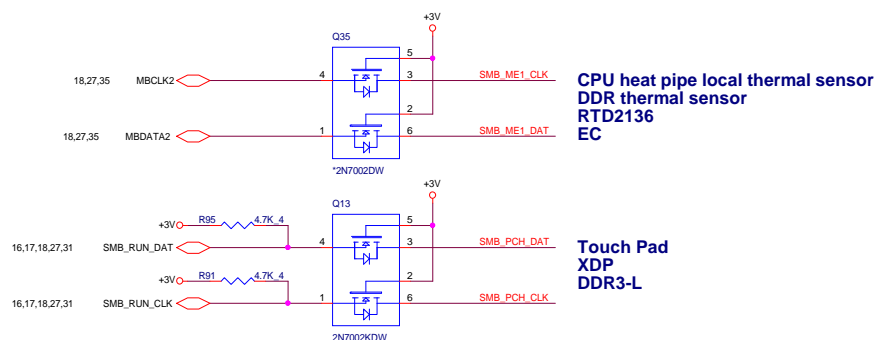 +3V
Q35
5
18,27,35 MBCLK2 4 3 SMB_ME1_CLK
2
18,27,35 MBDATA2 1 6 SMB_ME1_DAT
*2N7002DW
CPU heat pipe local thermal sensor
DDR thermal sensor
RTD2136
EC
+3V
Q13
+3V R95 4.7K_4 5
16,17,18,27,31 SMB_RUN_DAT 4 3 SMB_PCH_DAT
+3V R91 4.7K_4 2
16,17,18,27,31 SMB_RUN_CLK 1 6 SMB_PCH_CLK
2N7002KDW
Touch Pad
XDP
DDR3-L